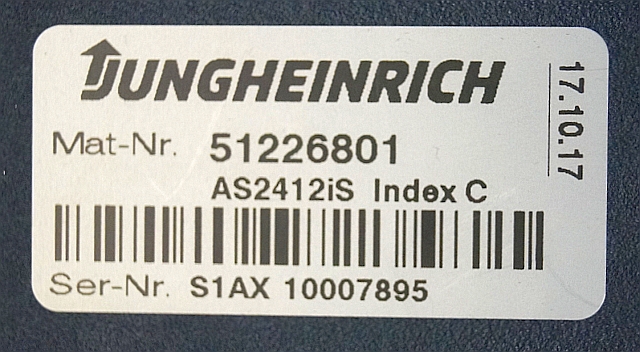 JUNGHEINRICH
17.10.17
Mat-Nr. 51226801
AS2412iS Index C
Ser-Nr. S1AX 10007895